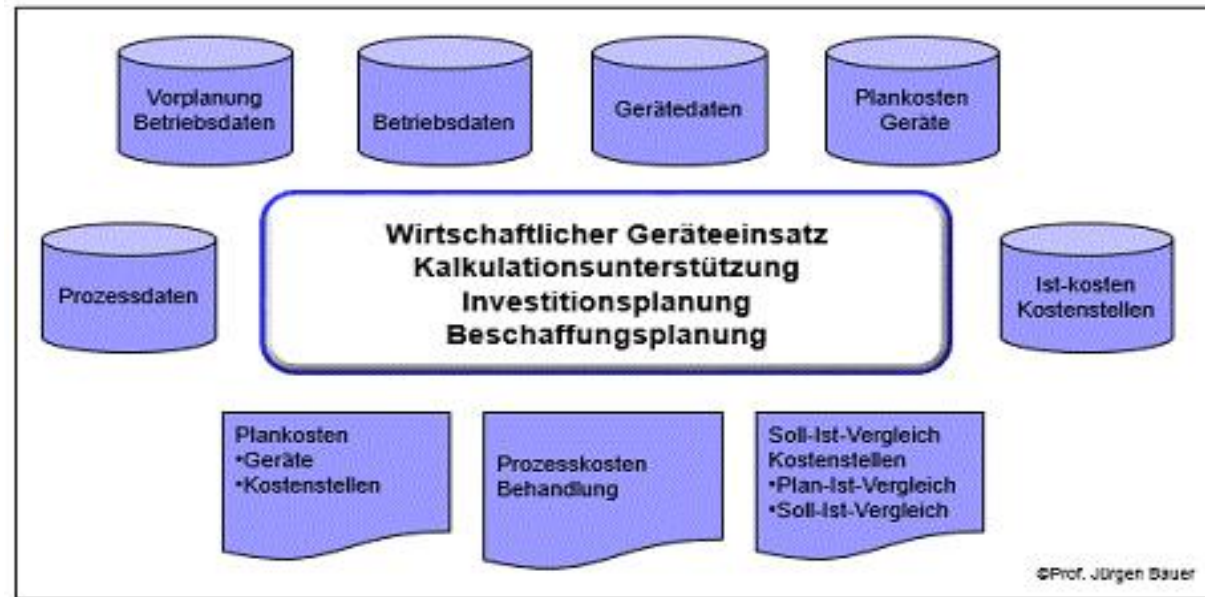 Vorplanung
Betriebsdaten
Betriebsdaten
Gerätedaten
Plankosten
Geräte
Prozessdaten
Wirtschaftlicher Geräteeinsatz
Kalkulationsunterstützung
Investitionsplanung
Beschaffungsplanung
Ist-kosten
Kostenstellen
Plankosten
•Geräte
•Kostenstellen
Prozesskosten
Behandlung
Soll-Ist-Vergleich
Kostenstellen
•Plan-Ist-Vergleich
•Soll-Ist-Vergleich
©Prof. Jürgen Bauer